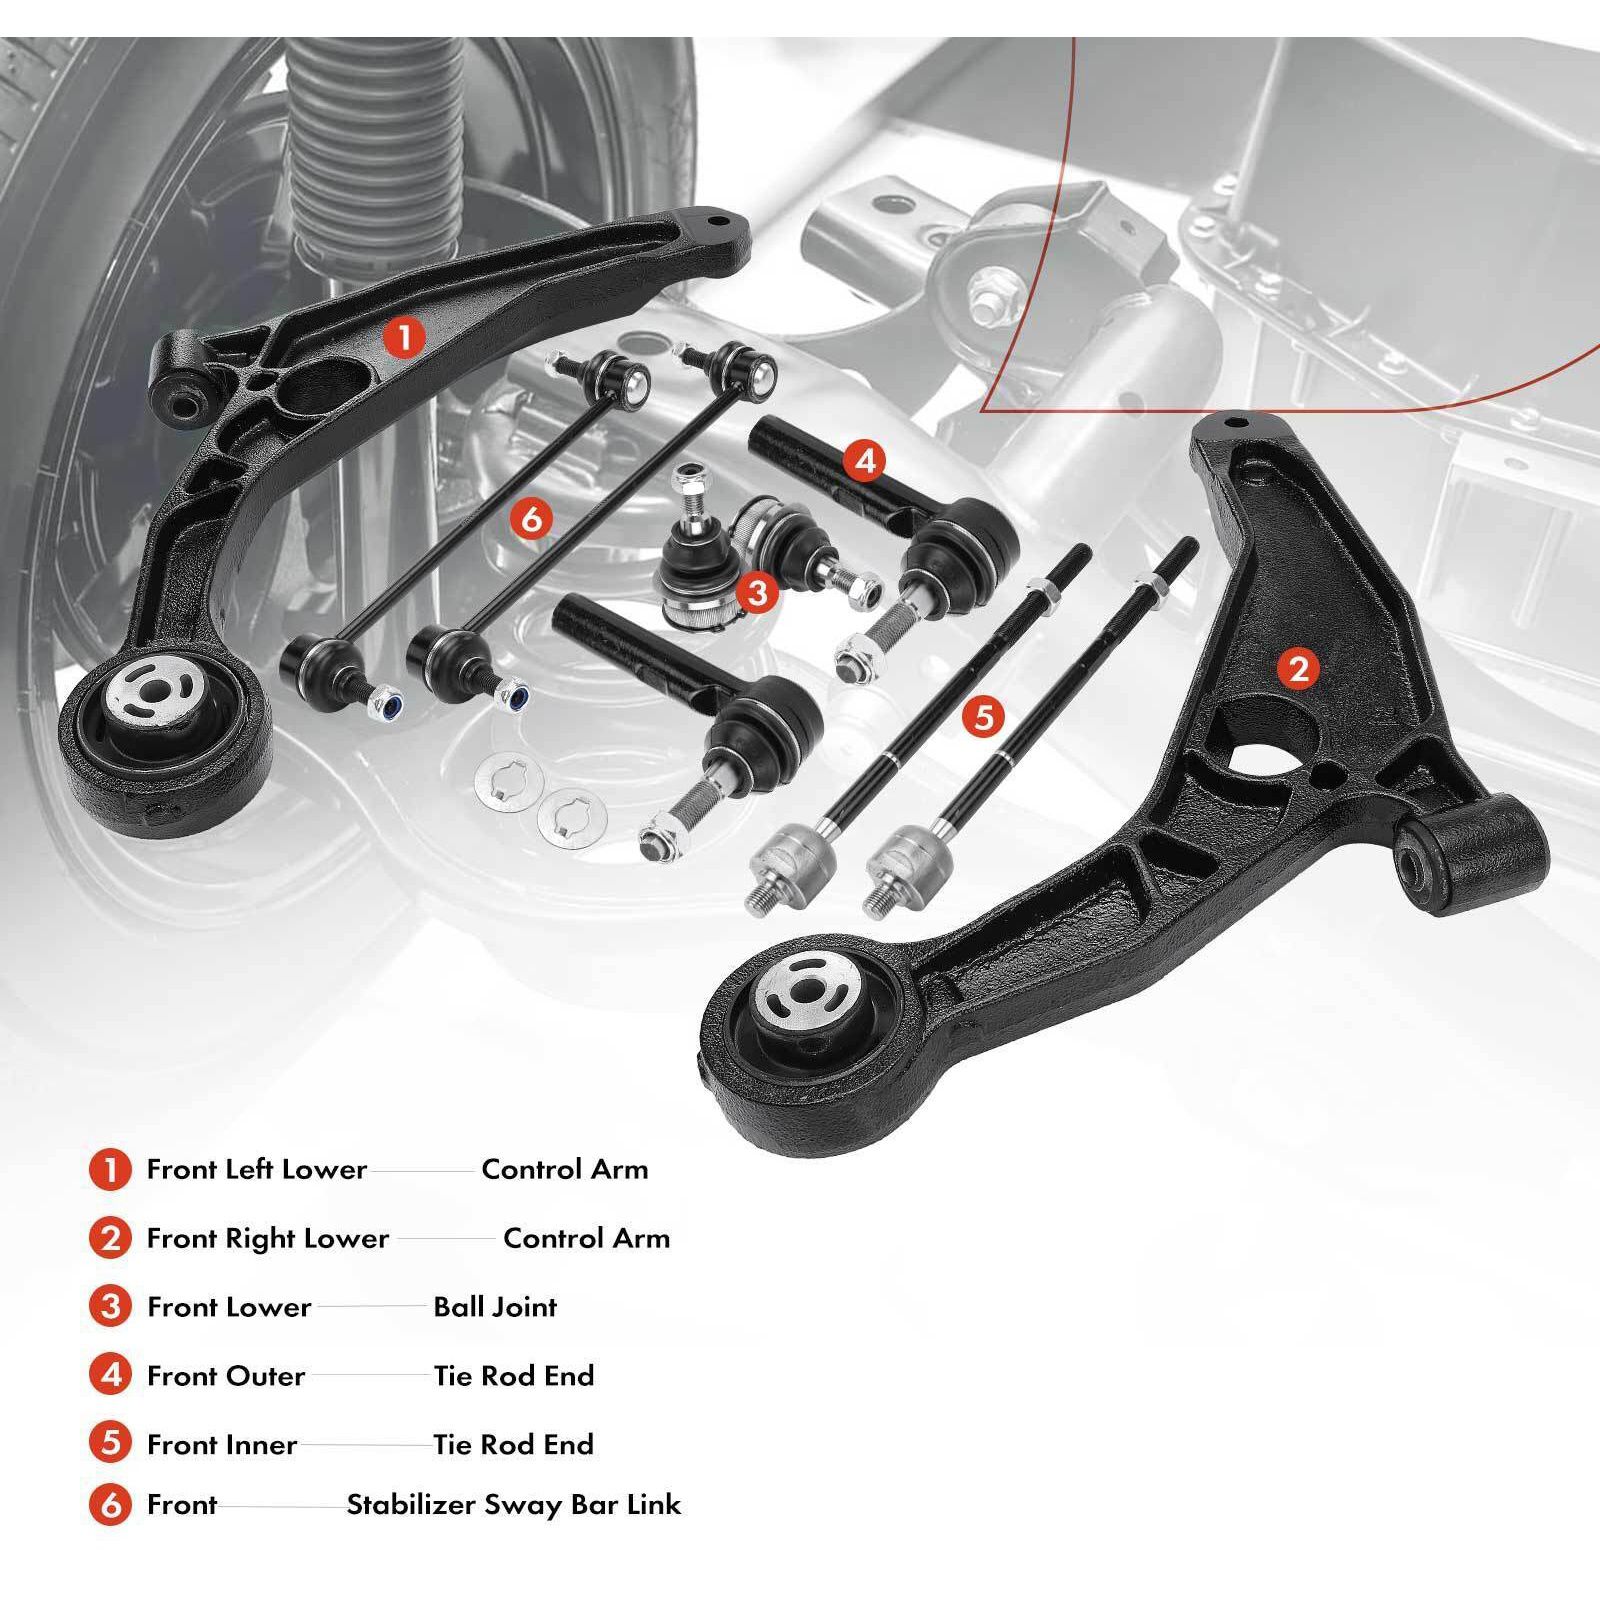 1
6
4
3
5
2
1 Front Left Lower Control Arm
2 Front Right Lower Control Arm
3 Front Lower Ball Joint
4 Front Outer Tie Rod End
5 Front Inner Tie Rod End
6 Front Stabilizer Sway Bar Link